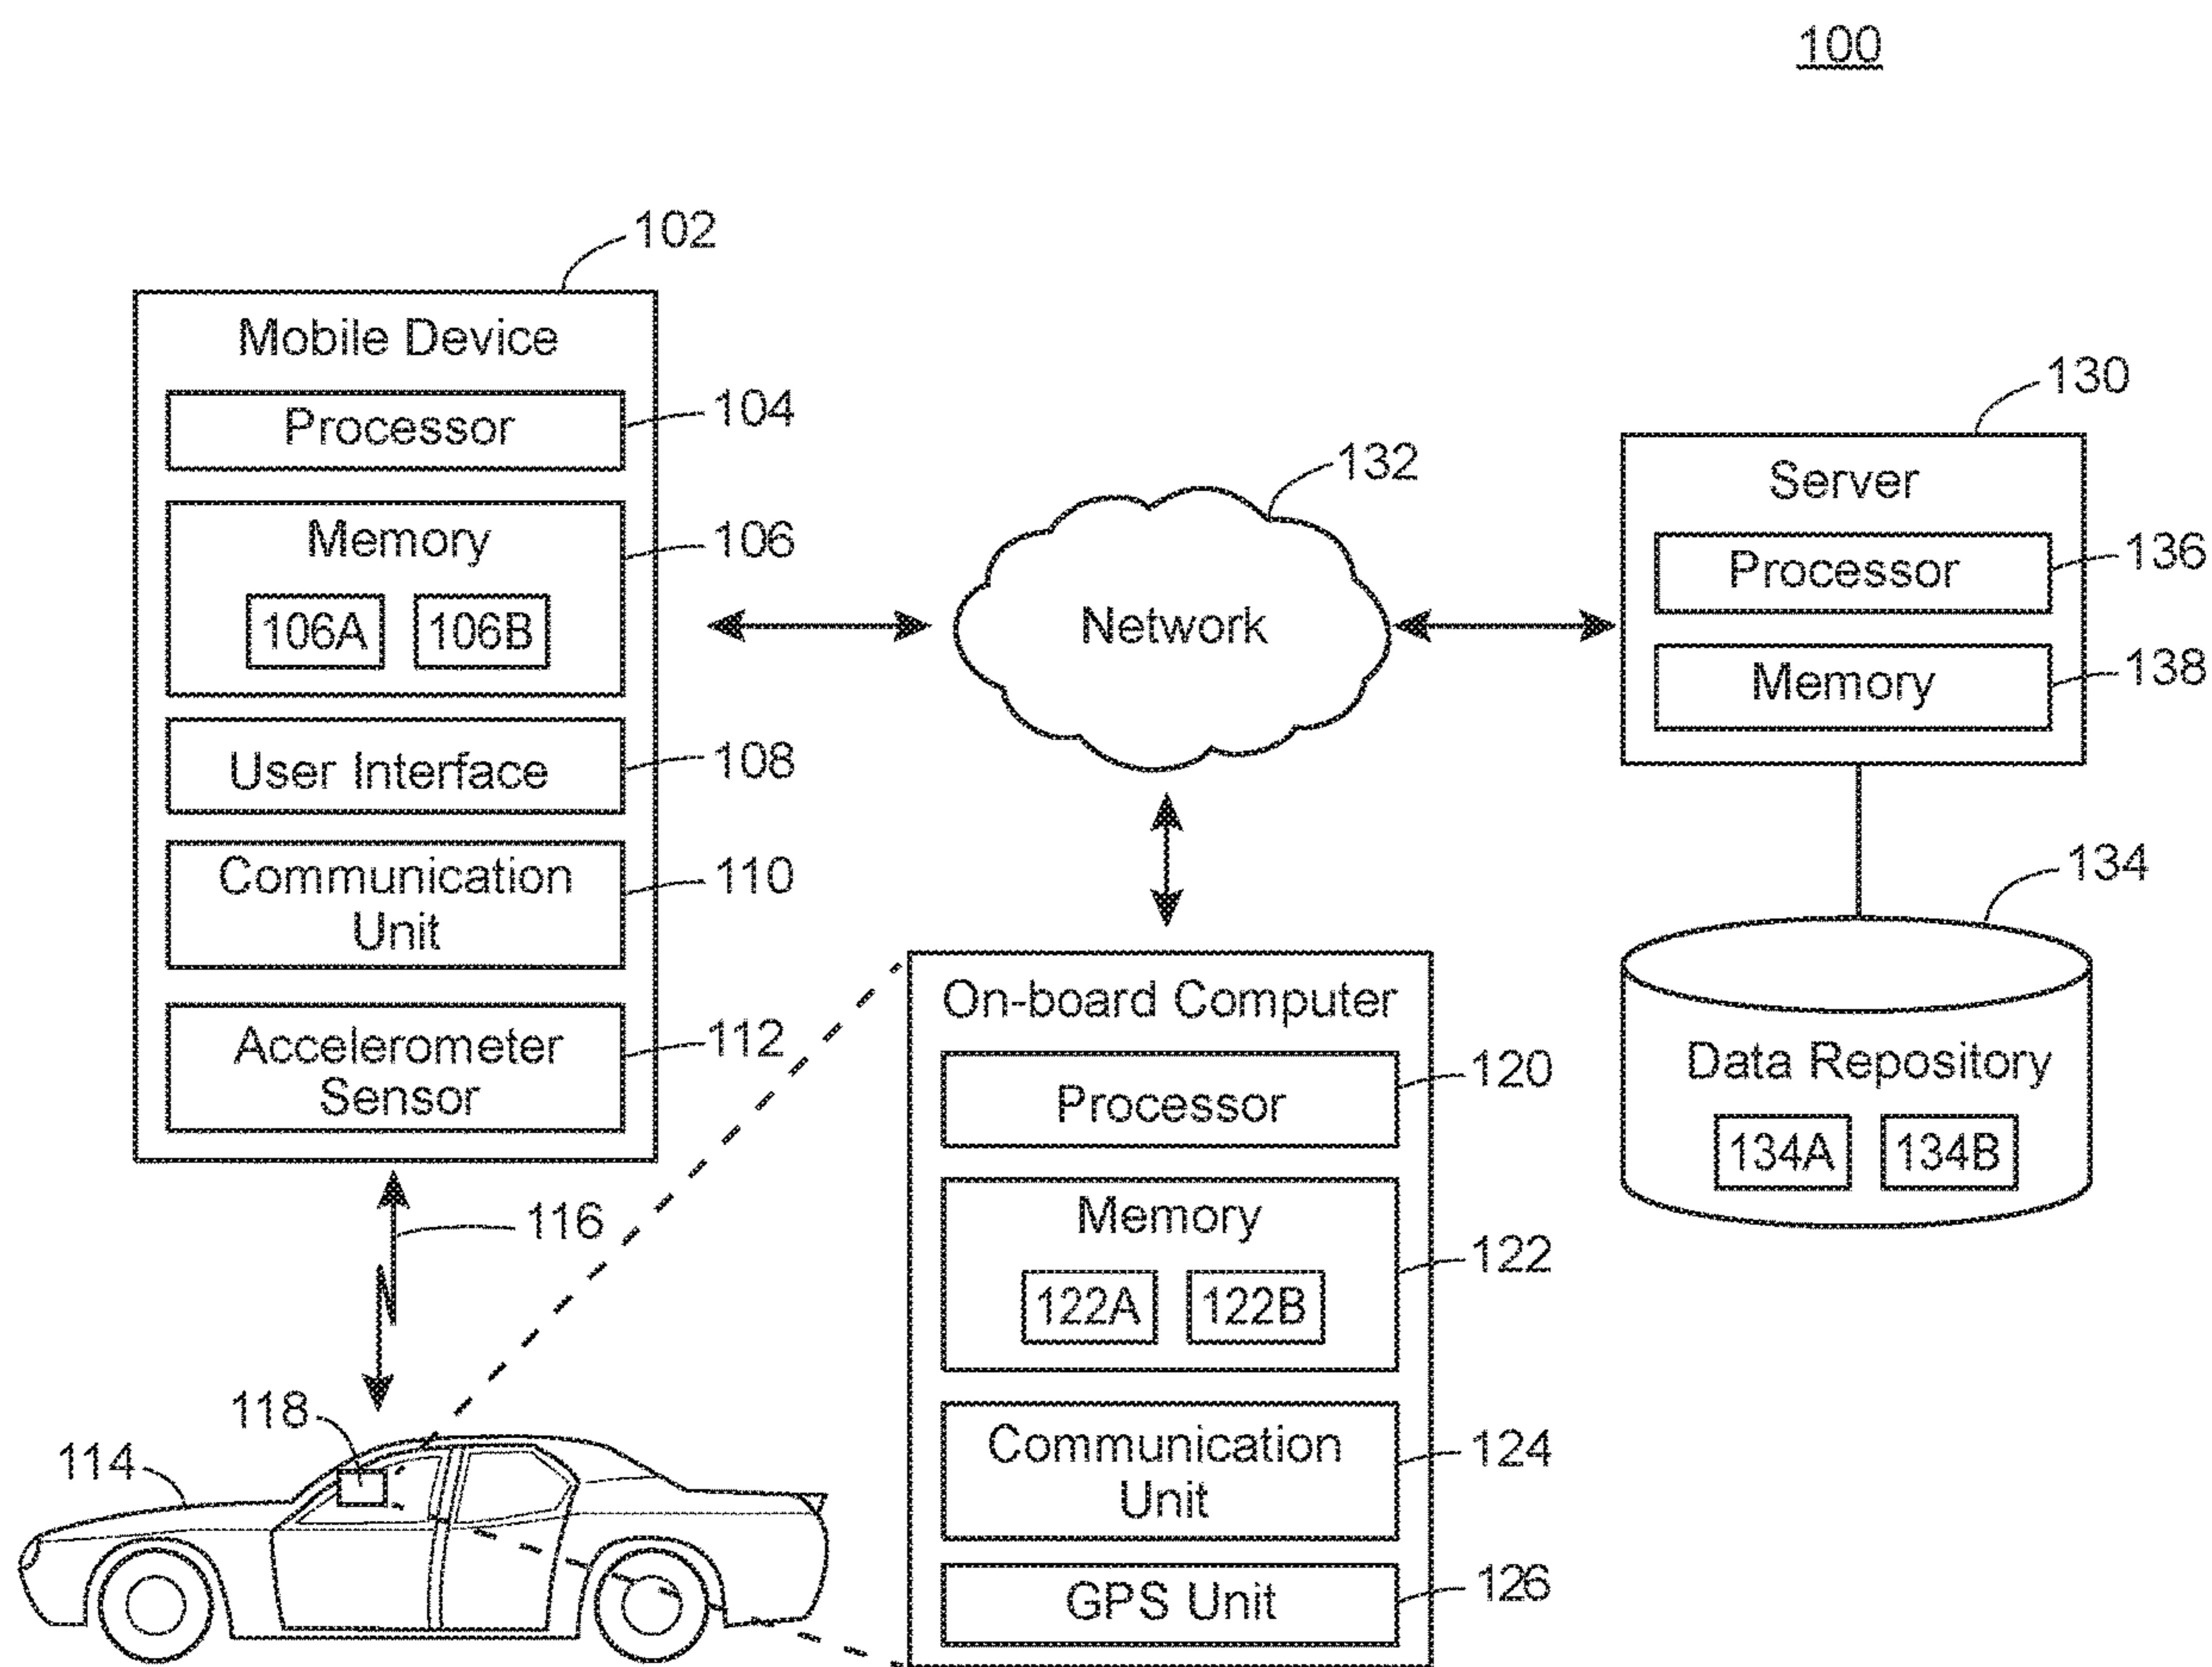 100
102
Mobile Device
Processor
104
Memory
106
106A 106B
User Interface
108
Communication
Unit
110
Accelerometer
Sensor
112
116
118
114
132
Network
130
Server
Processor
136
Memory
138
134
Data Repository
134A 134B
On-board Computer
Processor
120
Memory
122
122A 122B
Communication
Unit
124
GPS Unit
126